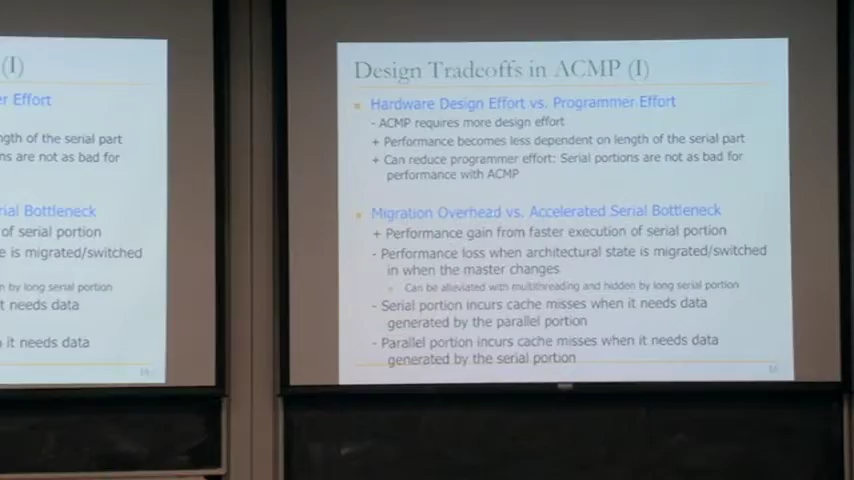 (I)
r Effort
ngth of the serial part
ns are not as bad for
rial Bottleneck
of serial portion
e is migrated/switched
n by long serial portion
t needs data
it needs data
Design Tradeoffs in ACMP (I)
Hardware Design Effort vs. Programmer Effort
- ACMP requires more design effort
+ Performance becomes less dependent on length of the serial part
+ Can reduce programmer effort: Serial portions are not as bad for
performance with ACMP
Migration Overhead vs. Accelerated Serial Bottleneck
+ Performance gain from faster execution of serial portion
- Performance loss when architectural state is migrated/switched
in when the master changes
Can be alleviated with multithreading and hidden by long serial portion
- Serial portion incurs cache misses when it needs data
generated by the parallel portion
- Parallel portion incurs cache misses when it needs data
generated by the serial portion